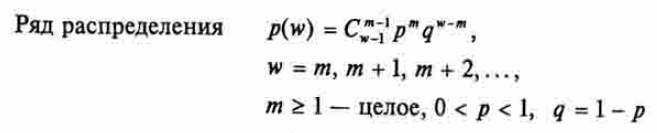 Ряд распределения p(w) = C_{w-1}^{m-1} p^m q^{w-m},
w = m, m + 1, m + 2, ...,
m ≥ 1 — целое, 0 < p < 1, q = 1 − p